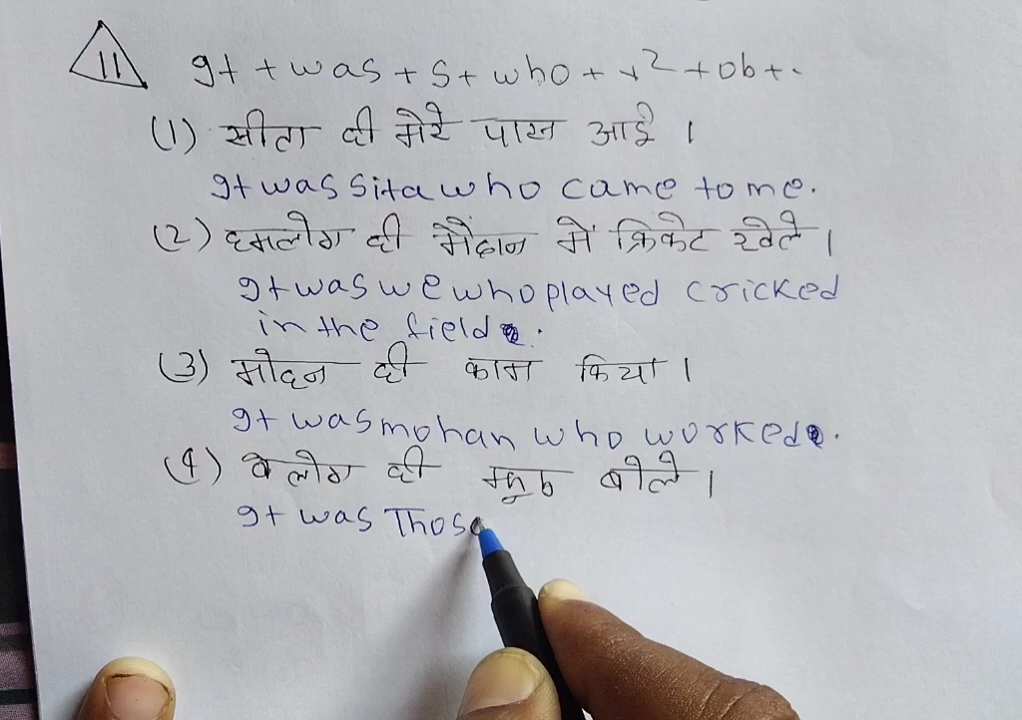 11 It + was + S + who + v2 + ob + ..
(1) सीता ही मेरे पास आई ।
It was Sita who came to me.
(2) हमलोग ही मैदान में क्रिकेट खेले ।
It was we who played cricked
in the field .
(3) मोहन ही काम किया ।
It was mohan who worked .
(4) वेलोग ही झूठ बोले ।
It was Those